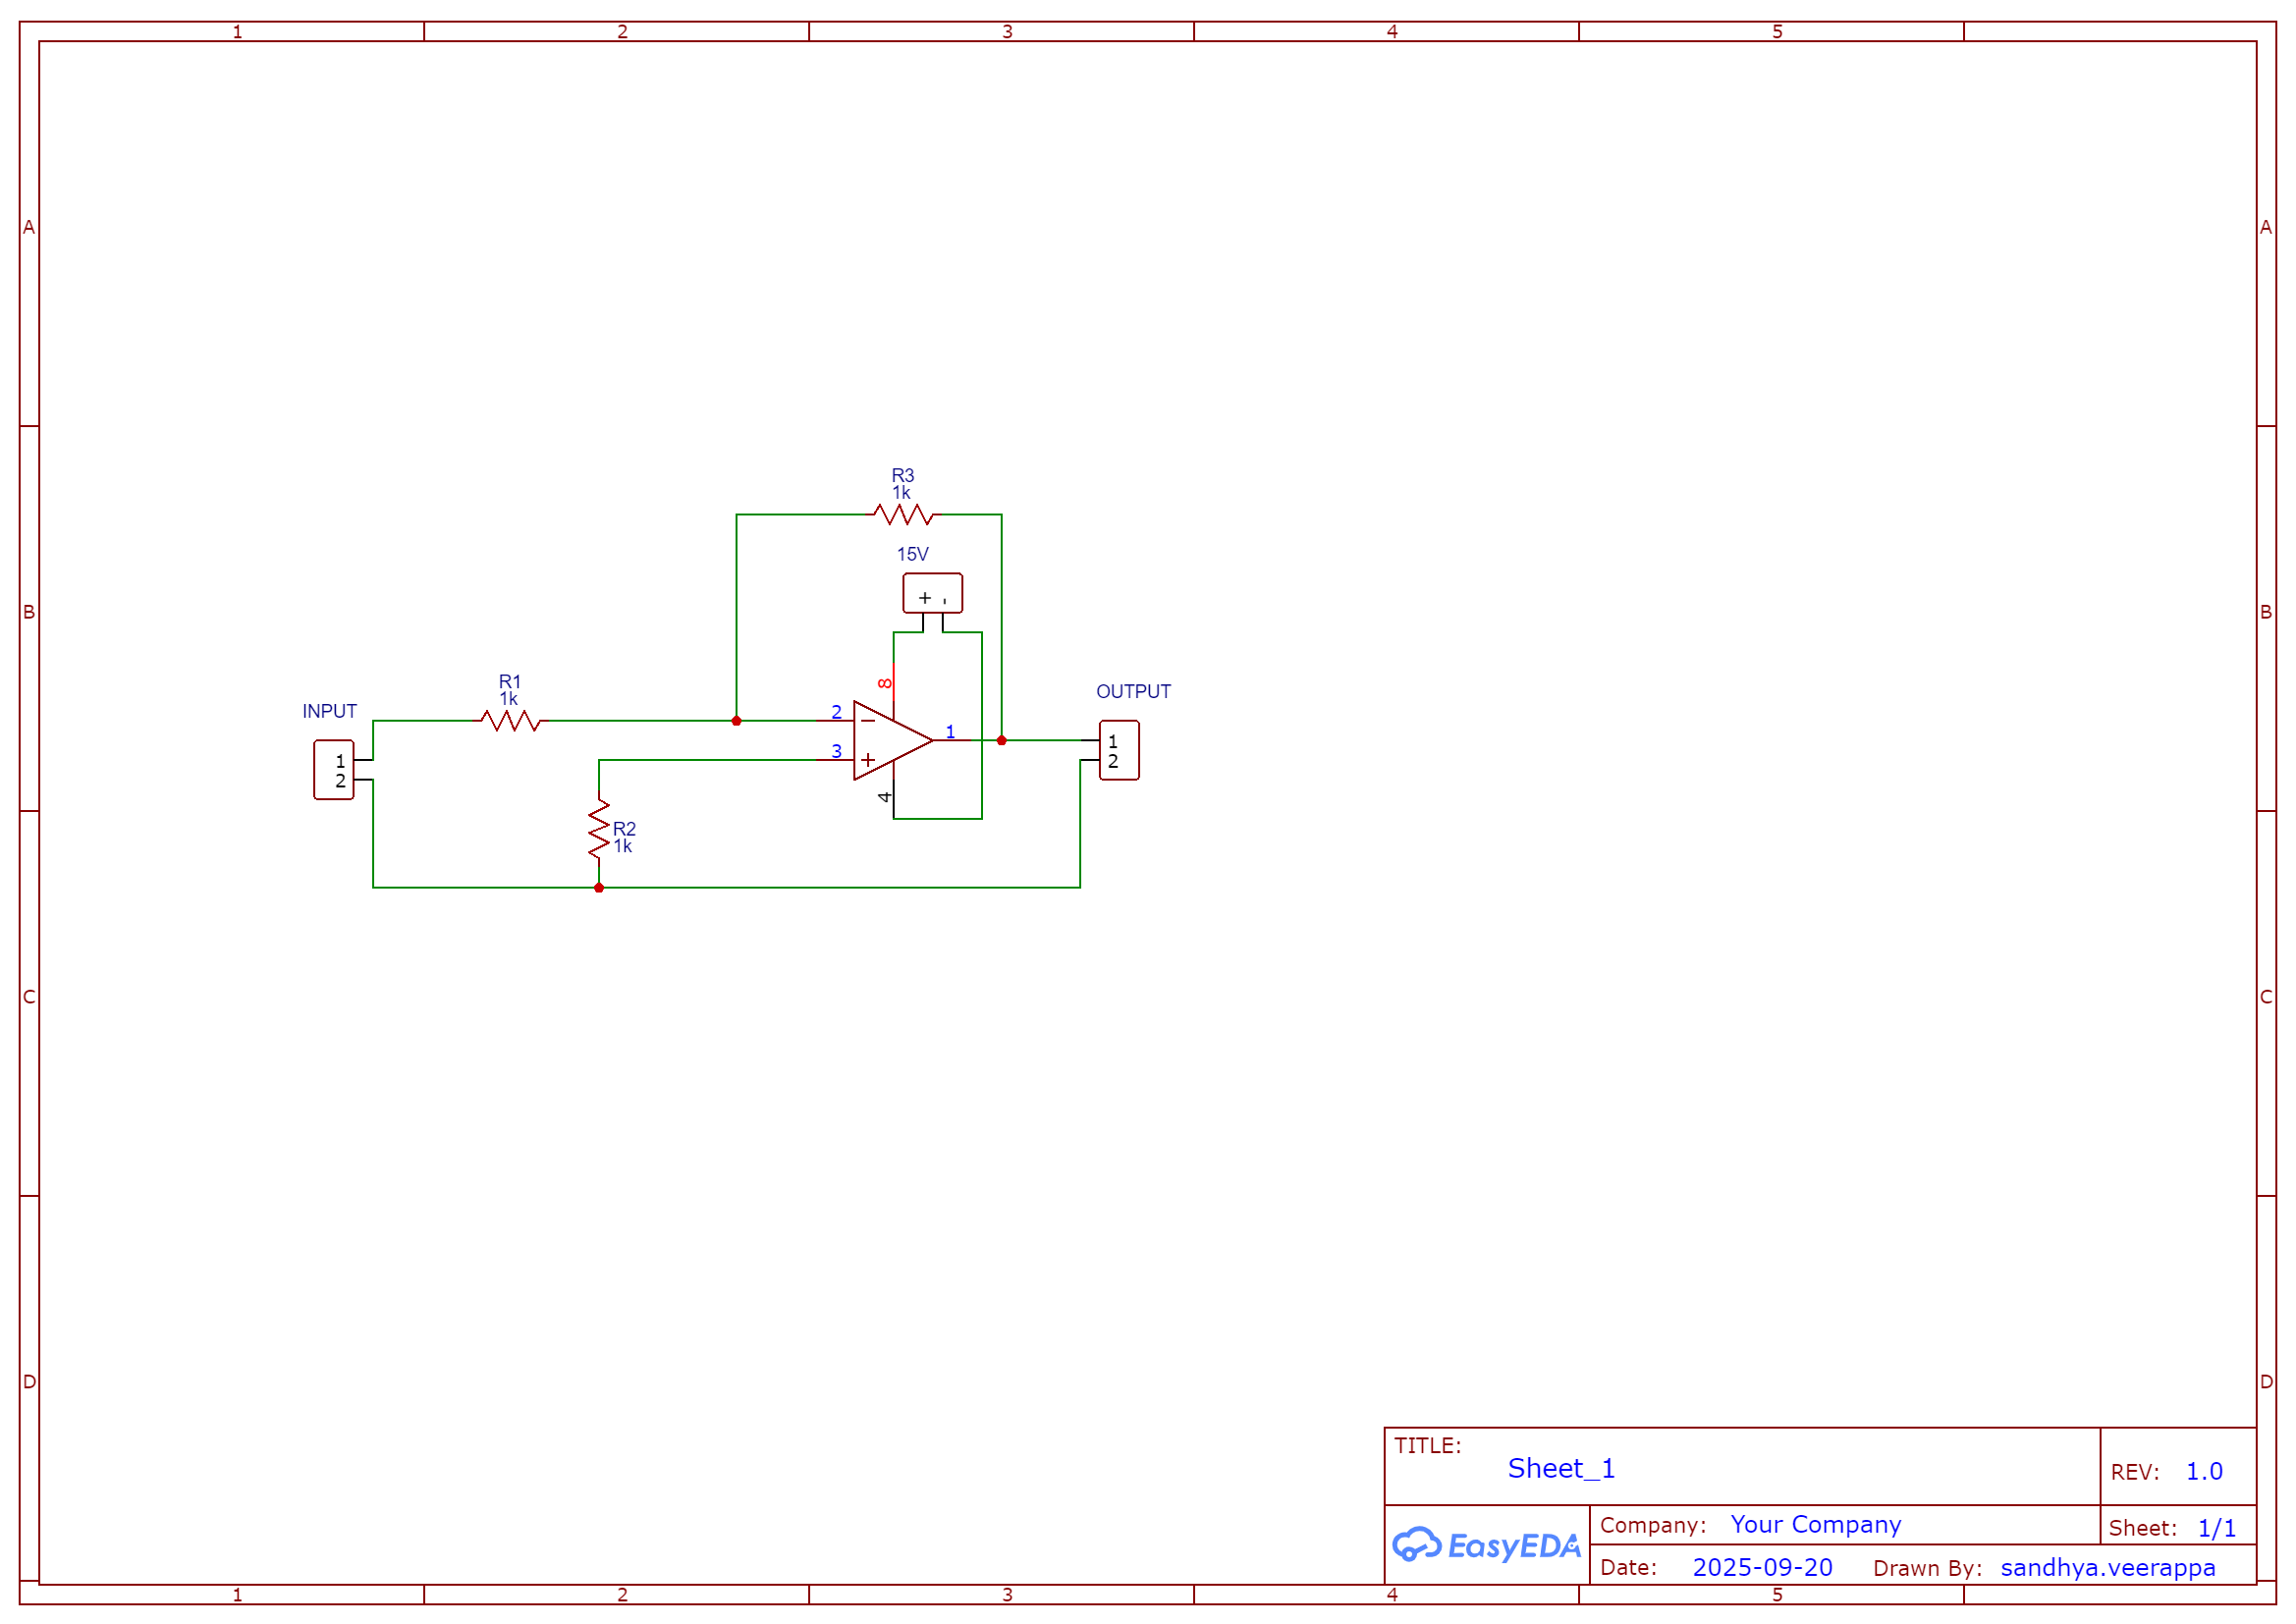 1 2 3 4 5
A A
R3
1k
15V
B + - B
R1
1k
8
OUTPUT
INPUT
2
1
1
3
1
2
2
4
R2
1k
C C
D D
TITLE:
Sheet_1
REV: 1.0
EasyEDA
Company: Your Company
Sheet: 1/1
Date: 2025-09-20 Drawn By: sandhya.veerappa
1 2 3 4 5